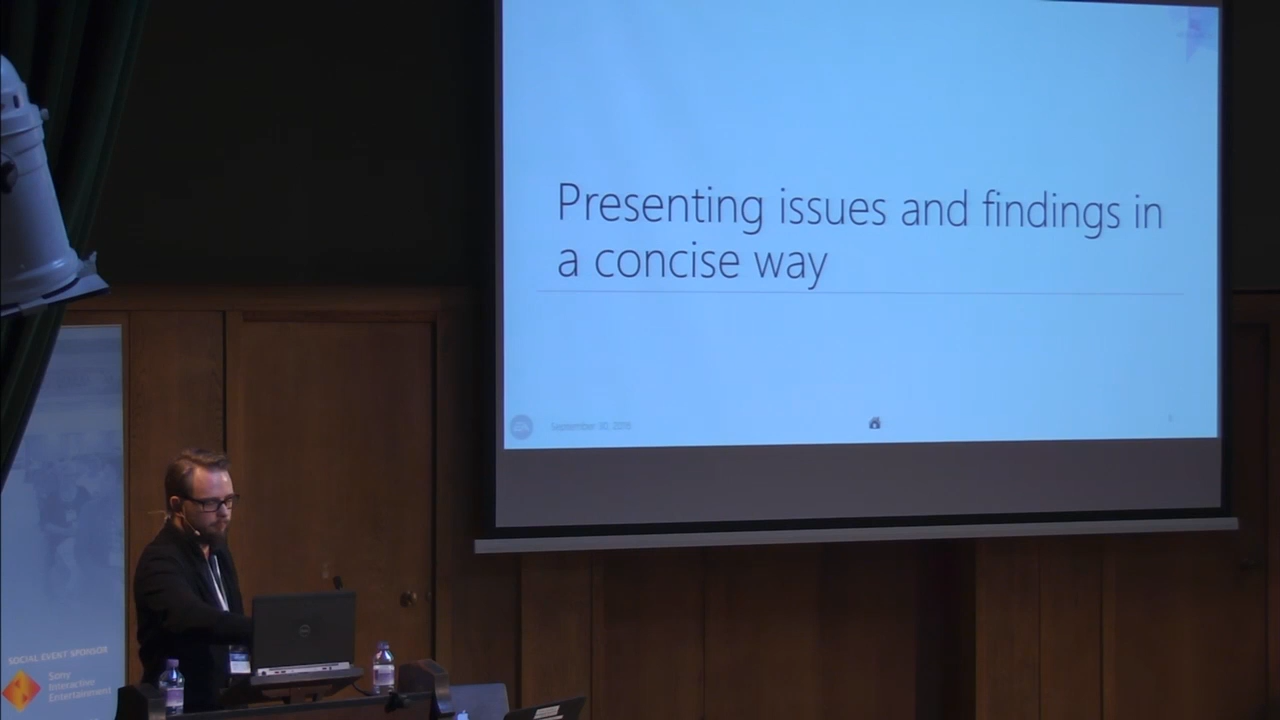 Presenting issues and findings in
a concise way
SOCIAL EVENT SPONSOR
Sony
Interactive
Entertainment